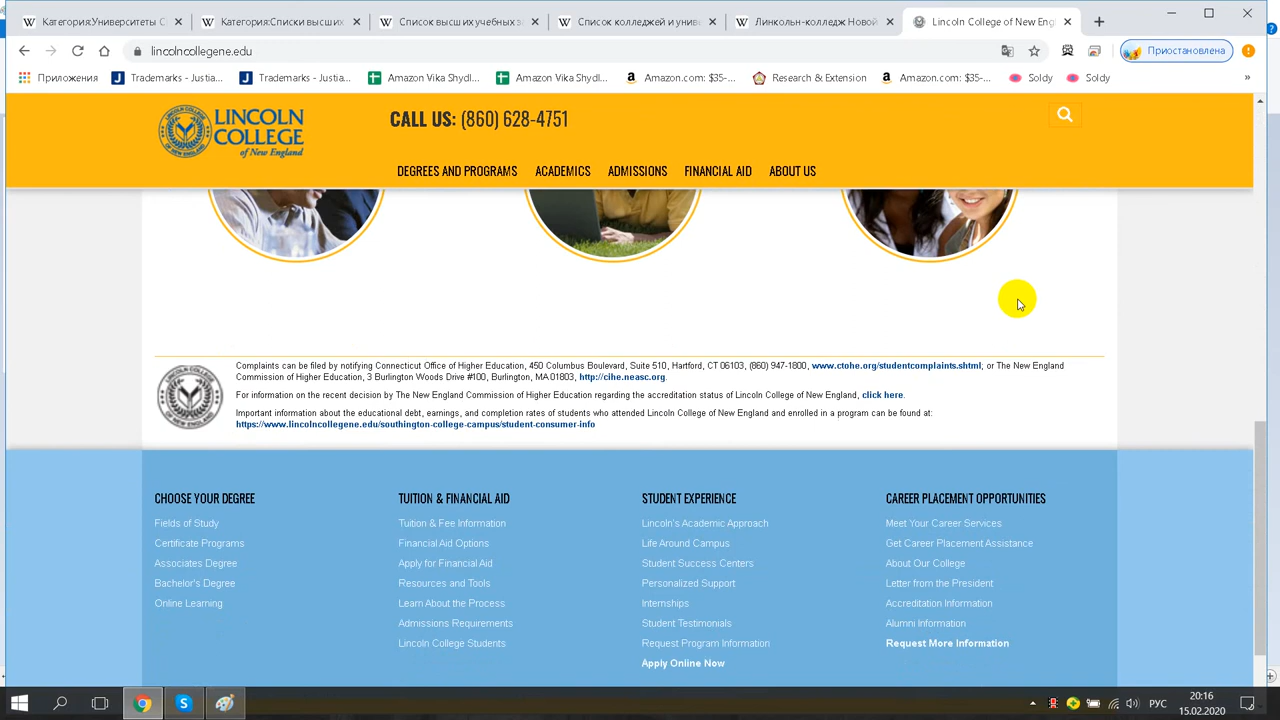 Категория:Университеты С
Категория:Списки высших
Список высших учебных за
Список колледжей и униве
Линкольн-колледж Новой
Lincoln College of New Engl
lincolncollegene.edu
Приостановлена
Приложения
Trademarks - Justia...
Trademarks - Justia...
Amazon Vika Shydl...
Amazon Vika Shydl...
Amazon.com: $35-...
Research & Extension
Amazon.com: $35-...
Soldy
Soldy
»
LINCOLN
COLLEGE
of New England
CALL US: (860) 628-4751
DEGREES AND PROGRAMS ACADEMICS ADMISSIONS FINANCIAL AID ABOUT US
Complaints can be filed by notifying Connecticut Office of Higher Education, 450 Columbus Boulevard, Suite 510, Hartford, CT 06103, (860) 947-1800, www.ctohe.org/studentcomplaints.shtml; or The New England
Commission of Higher Education, 3 Burlington Woods Drive #100, Burlington, MA 01803, http://cihe.neasc.org.
For information on the recent decision by The New England Commission of Higher Education regarding the accreditation status of Lincoln College of New England, click here.
Important information about the educational debt, earnings, and completion rates of students who attended Lincoln College of New England and enrolled in a program can be found at:
https://www.lincolncollegene.edu/southington-college-campus/student-consumer-info
CHOOSE YOUR DEGREE
Fields of Study
Certificate Programs
Associates Degree
Bachelor's Degree
Online Learning
TUITION & FINANCIAL AID
Tuition & Fee Information
Financial Aid Options
Apply for Financial Aid
Resources and Tools
Learn About the Process
Admissions Requirements
Lincoln College Students
STUDENT EXPERIENCE
Lincoln's Academic Approach
Life Around Campus
Student Success Centers
Personalized Support
Internships
Student Testimonials
Request Program Information
Apply Online Now
CAREER PLACEMENT OPPORTUNITIES
Meet Your Career Services
Get Career Placement Assistance
About Our College
Letter from the President
Accreditation Information
Alumni Information
Request More Information
РУС
20:16
15.02.2020